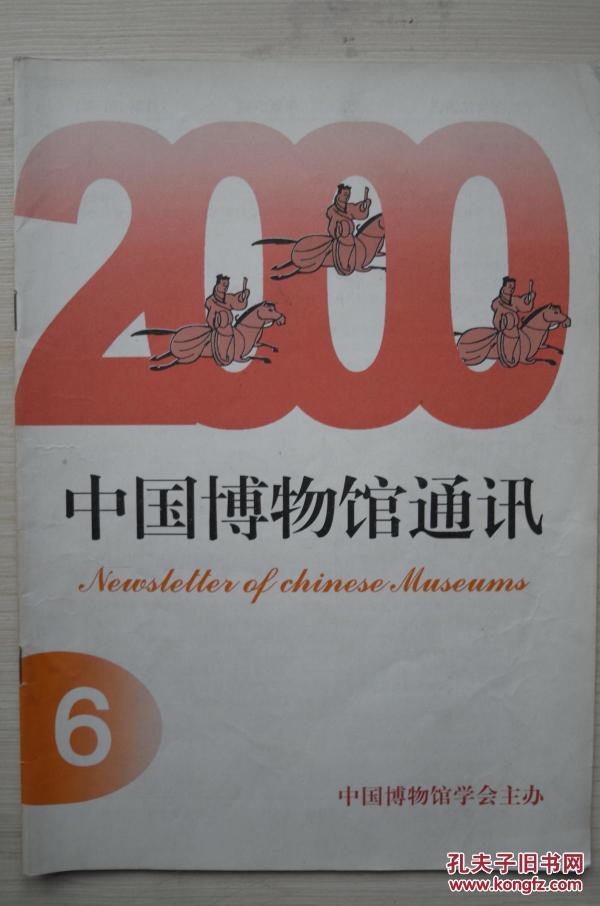 2000
中国博物馆通讯
Newsletter of chinese Museums
6
中国博物馆学会主办
孔夫子旧书网
www.kongfz.com